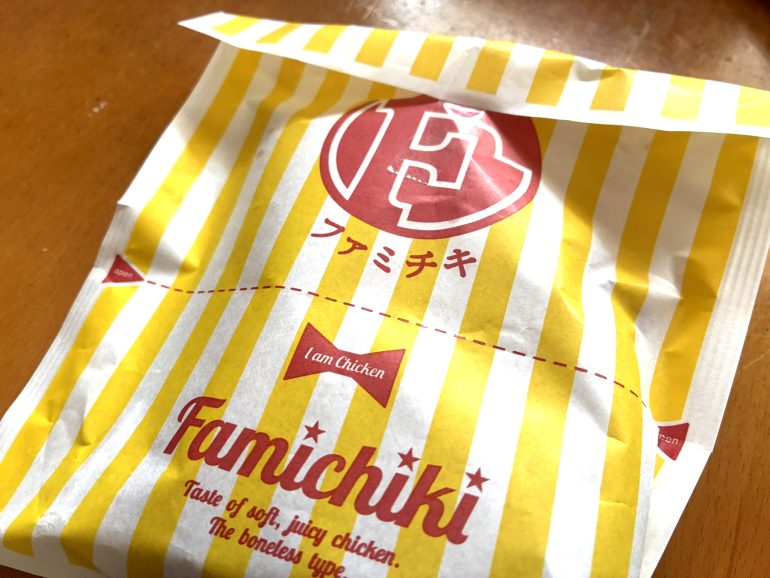 F
ファミチキ
open
I am Chicken
Famichiki
Taste of soft, juicy chicken.
The boneless type.